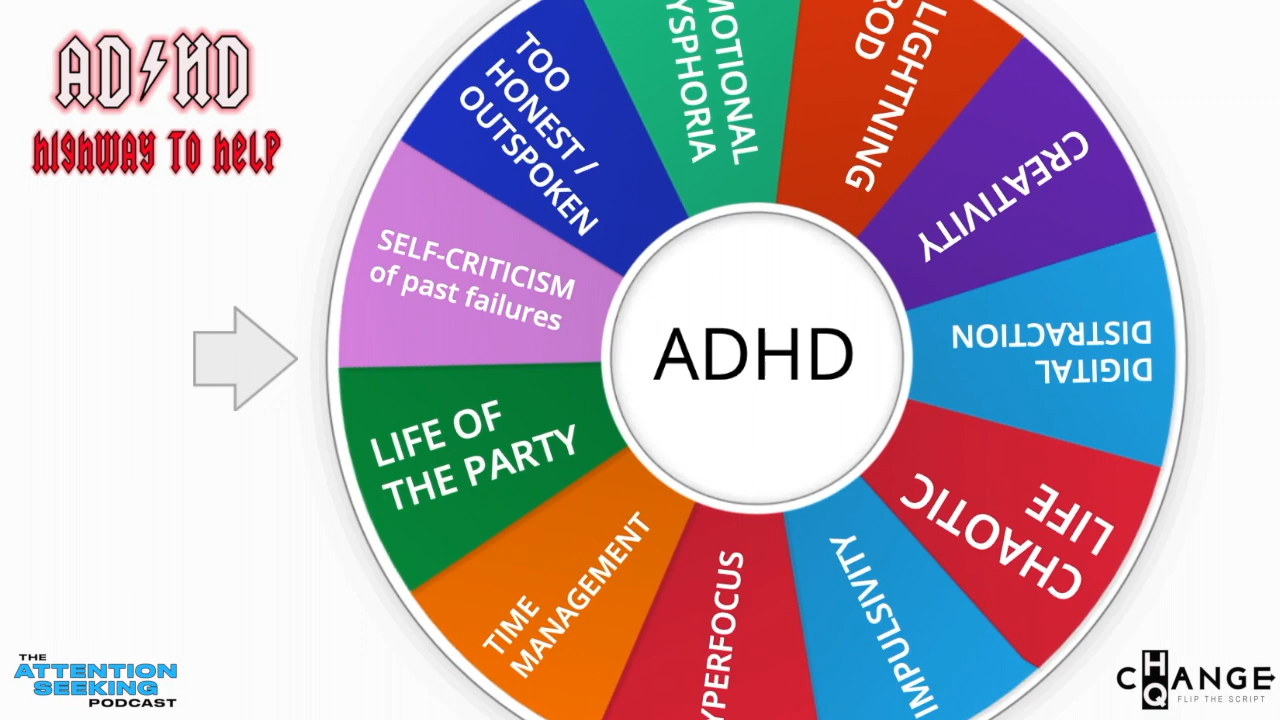 AD⚡HD
HIGHWAY TO HELP
TOO
HONEST /
OUTSPOKEN
MOTIONAL
YSPHORIA
LIGHTNING
ROD
CREATIVITY
DIGITAL
DISTRACTION
CHAOTIC
LIFE
IMPULSIVITY
YPERFOCUS
TIME
MANAGEMENT
LIFE OF
THE PARTY
SELF-CRITICISM
of past failures
ADHD
THE
ATTENTION
SEEKING
PODCAST
CHANGE
HQ
FLIP THE SCRIPT